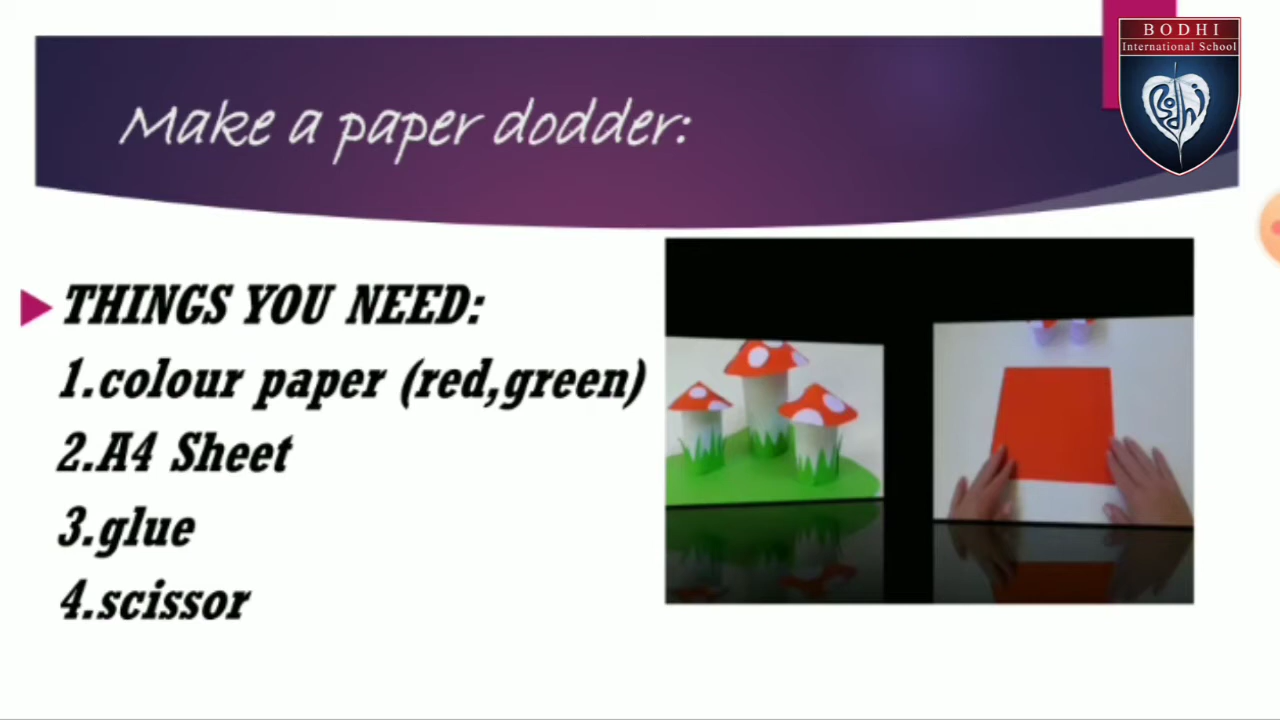 BODHI
International School
Make a paper dodder:
THINGS YOU NEED:
1.colour paper (red,green)
2.A4 Sheet
3.glue
4.scissor